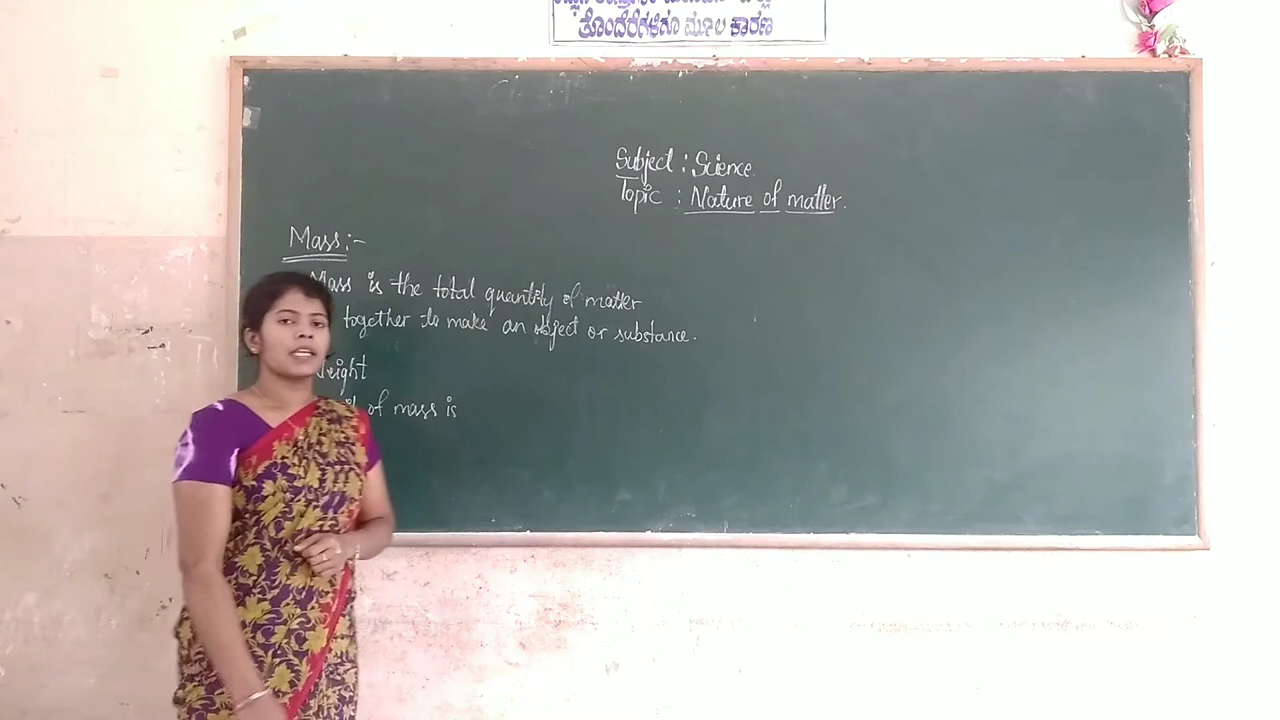 ತೊಂದರೆಗಳಿಗೂ ಮೂಲ ಕಾರಣ
Subject : Science.
Topic : Nature of matter.
Mass :-
Mass is the total quantity of matter
together to make an object or substance.
of mass is